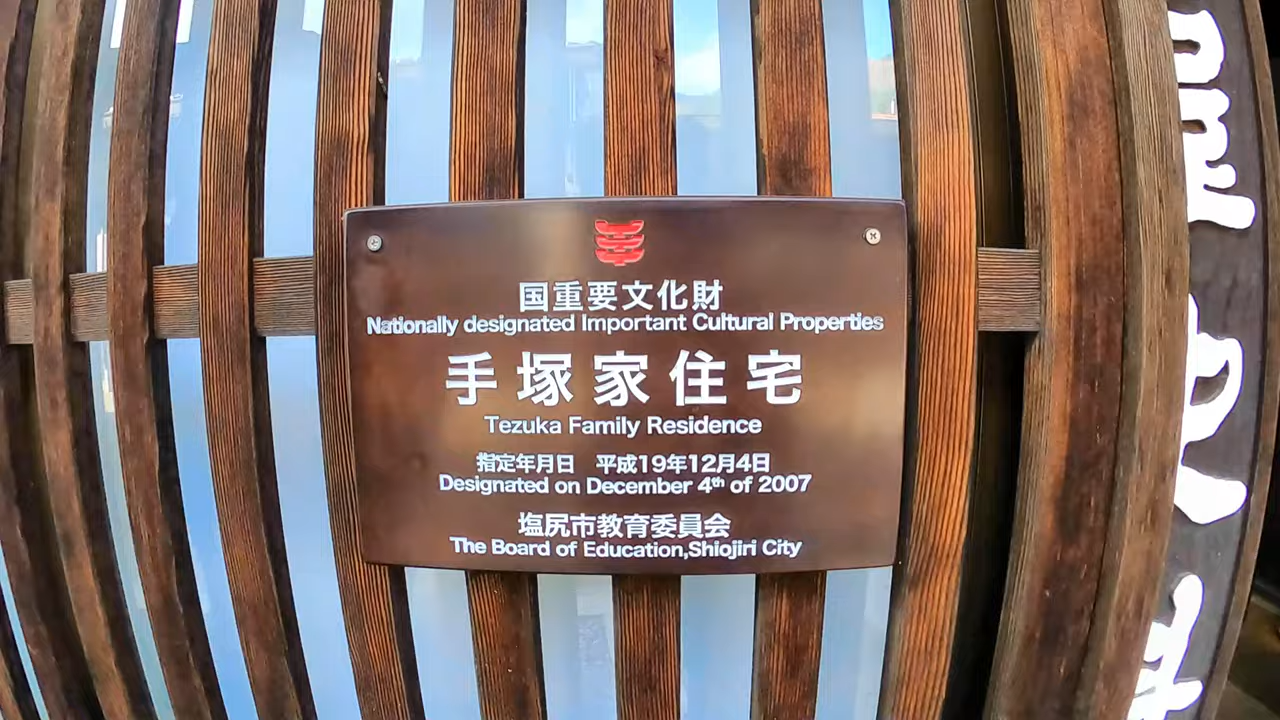 国重要文化財
Nationally designated Important Cultural Properties
手塚家住宅
Tezuka Family Residence
指定年月日　平成19年12月4日
Designated on December 4th of 2007
塩尻市教育委員会
The Board of Education,Shiojiri City